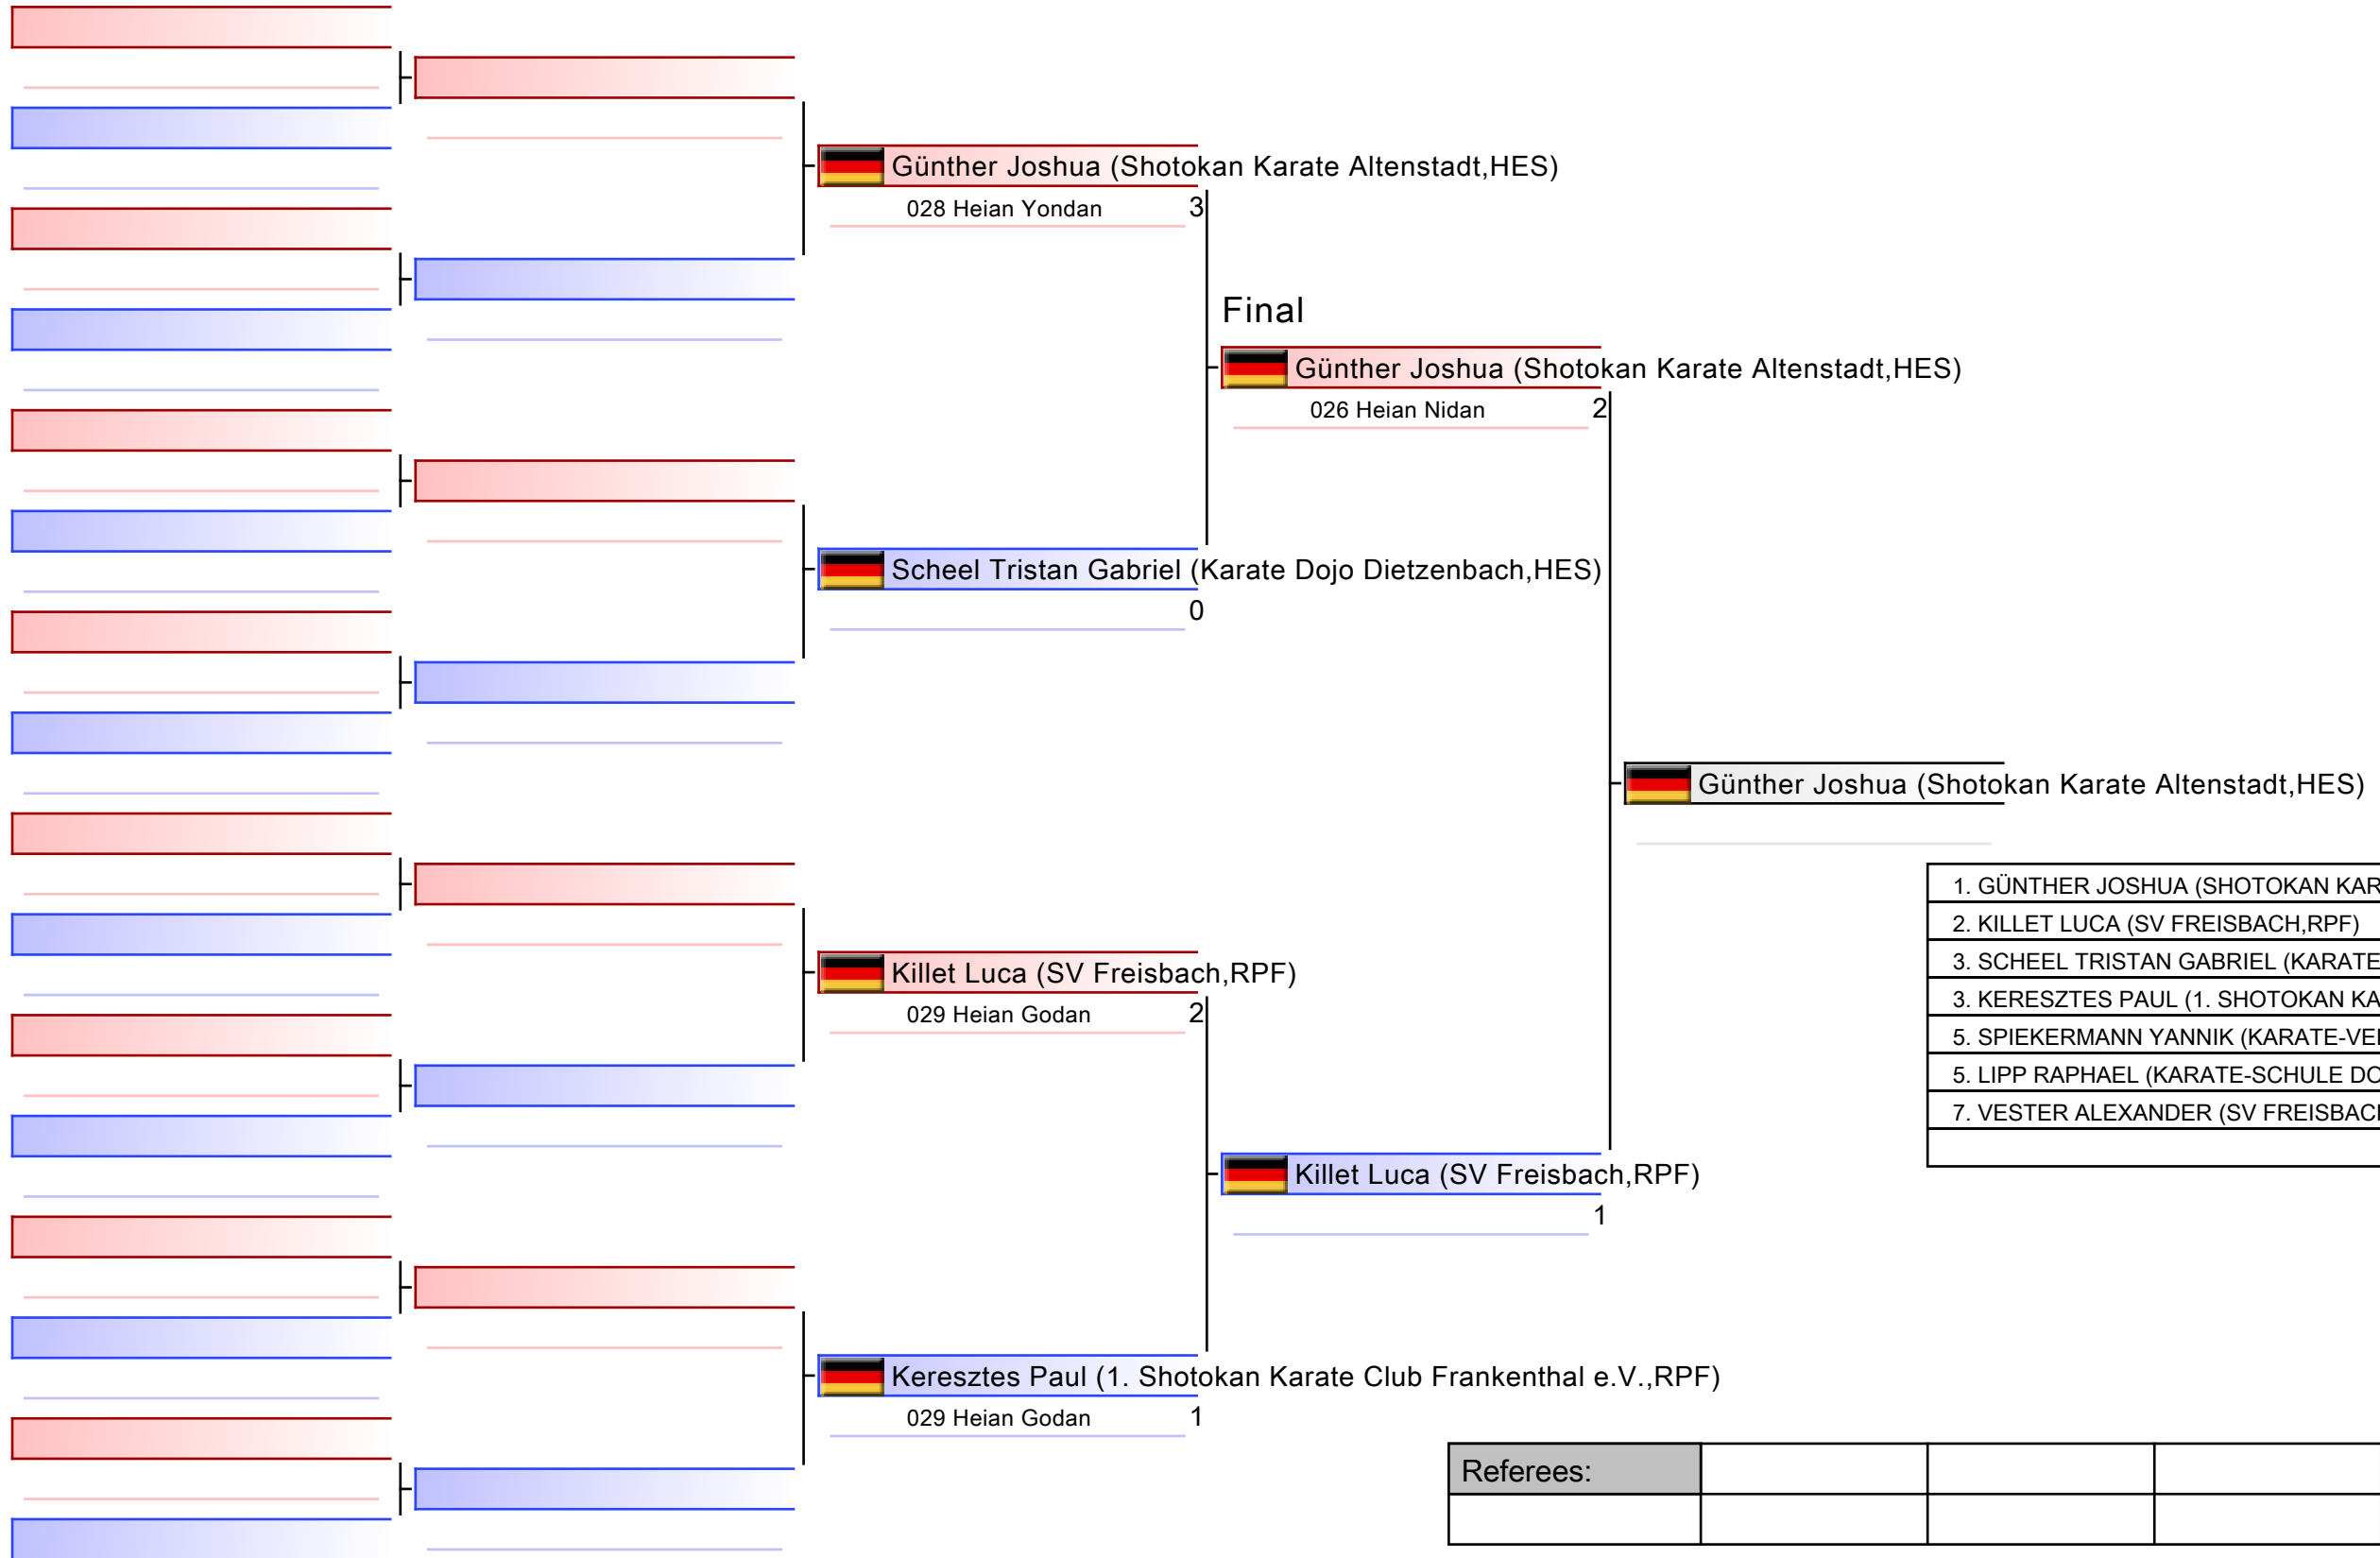 Günther Joshua (Shotokan Karate Altenstadt,HES)
028 Heian Yondan 3
Final
Günther Joshua (Shotokan Karate Altenstadt,HES)
026 Heian Nidan 2
Scheel Tristan Gabriel (Karate Dojo Dietzenbach,HES)
0
Günther Joshua (Shotokan Karate Altenstadt,HES)
1. GÜNTHER JOSHUA (SHOTOKAN KAR
2. KILLET LUCA (SV FREISBACH,RPF)
3. SCHEEL TRISTAN GABRIEL (KARATE
3. KERESZTES PAUL (1. SHOTOKAN KA
5. SPIEKERMANN YANNIK (KARATE-VE
5. LIPP RAPHAEL (KARATE-SCHULE DO
7. VESTER ALEXANDER (SV FREISBAC
Killet Luca (SV Freisbach,RPF)
029 Heian Godan 2
Killet Luca (SV Freisbach,RPF)
1
Keresztes Paul (1. Shotokan Karate Club Frankenthal e.V.,RPF)
029 Heian Godan 1
Referees: